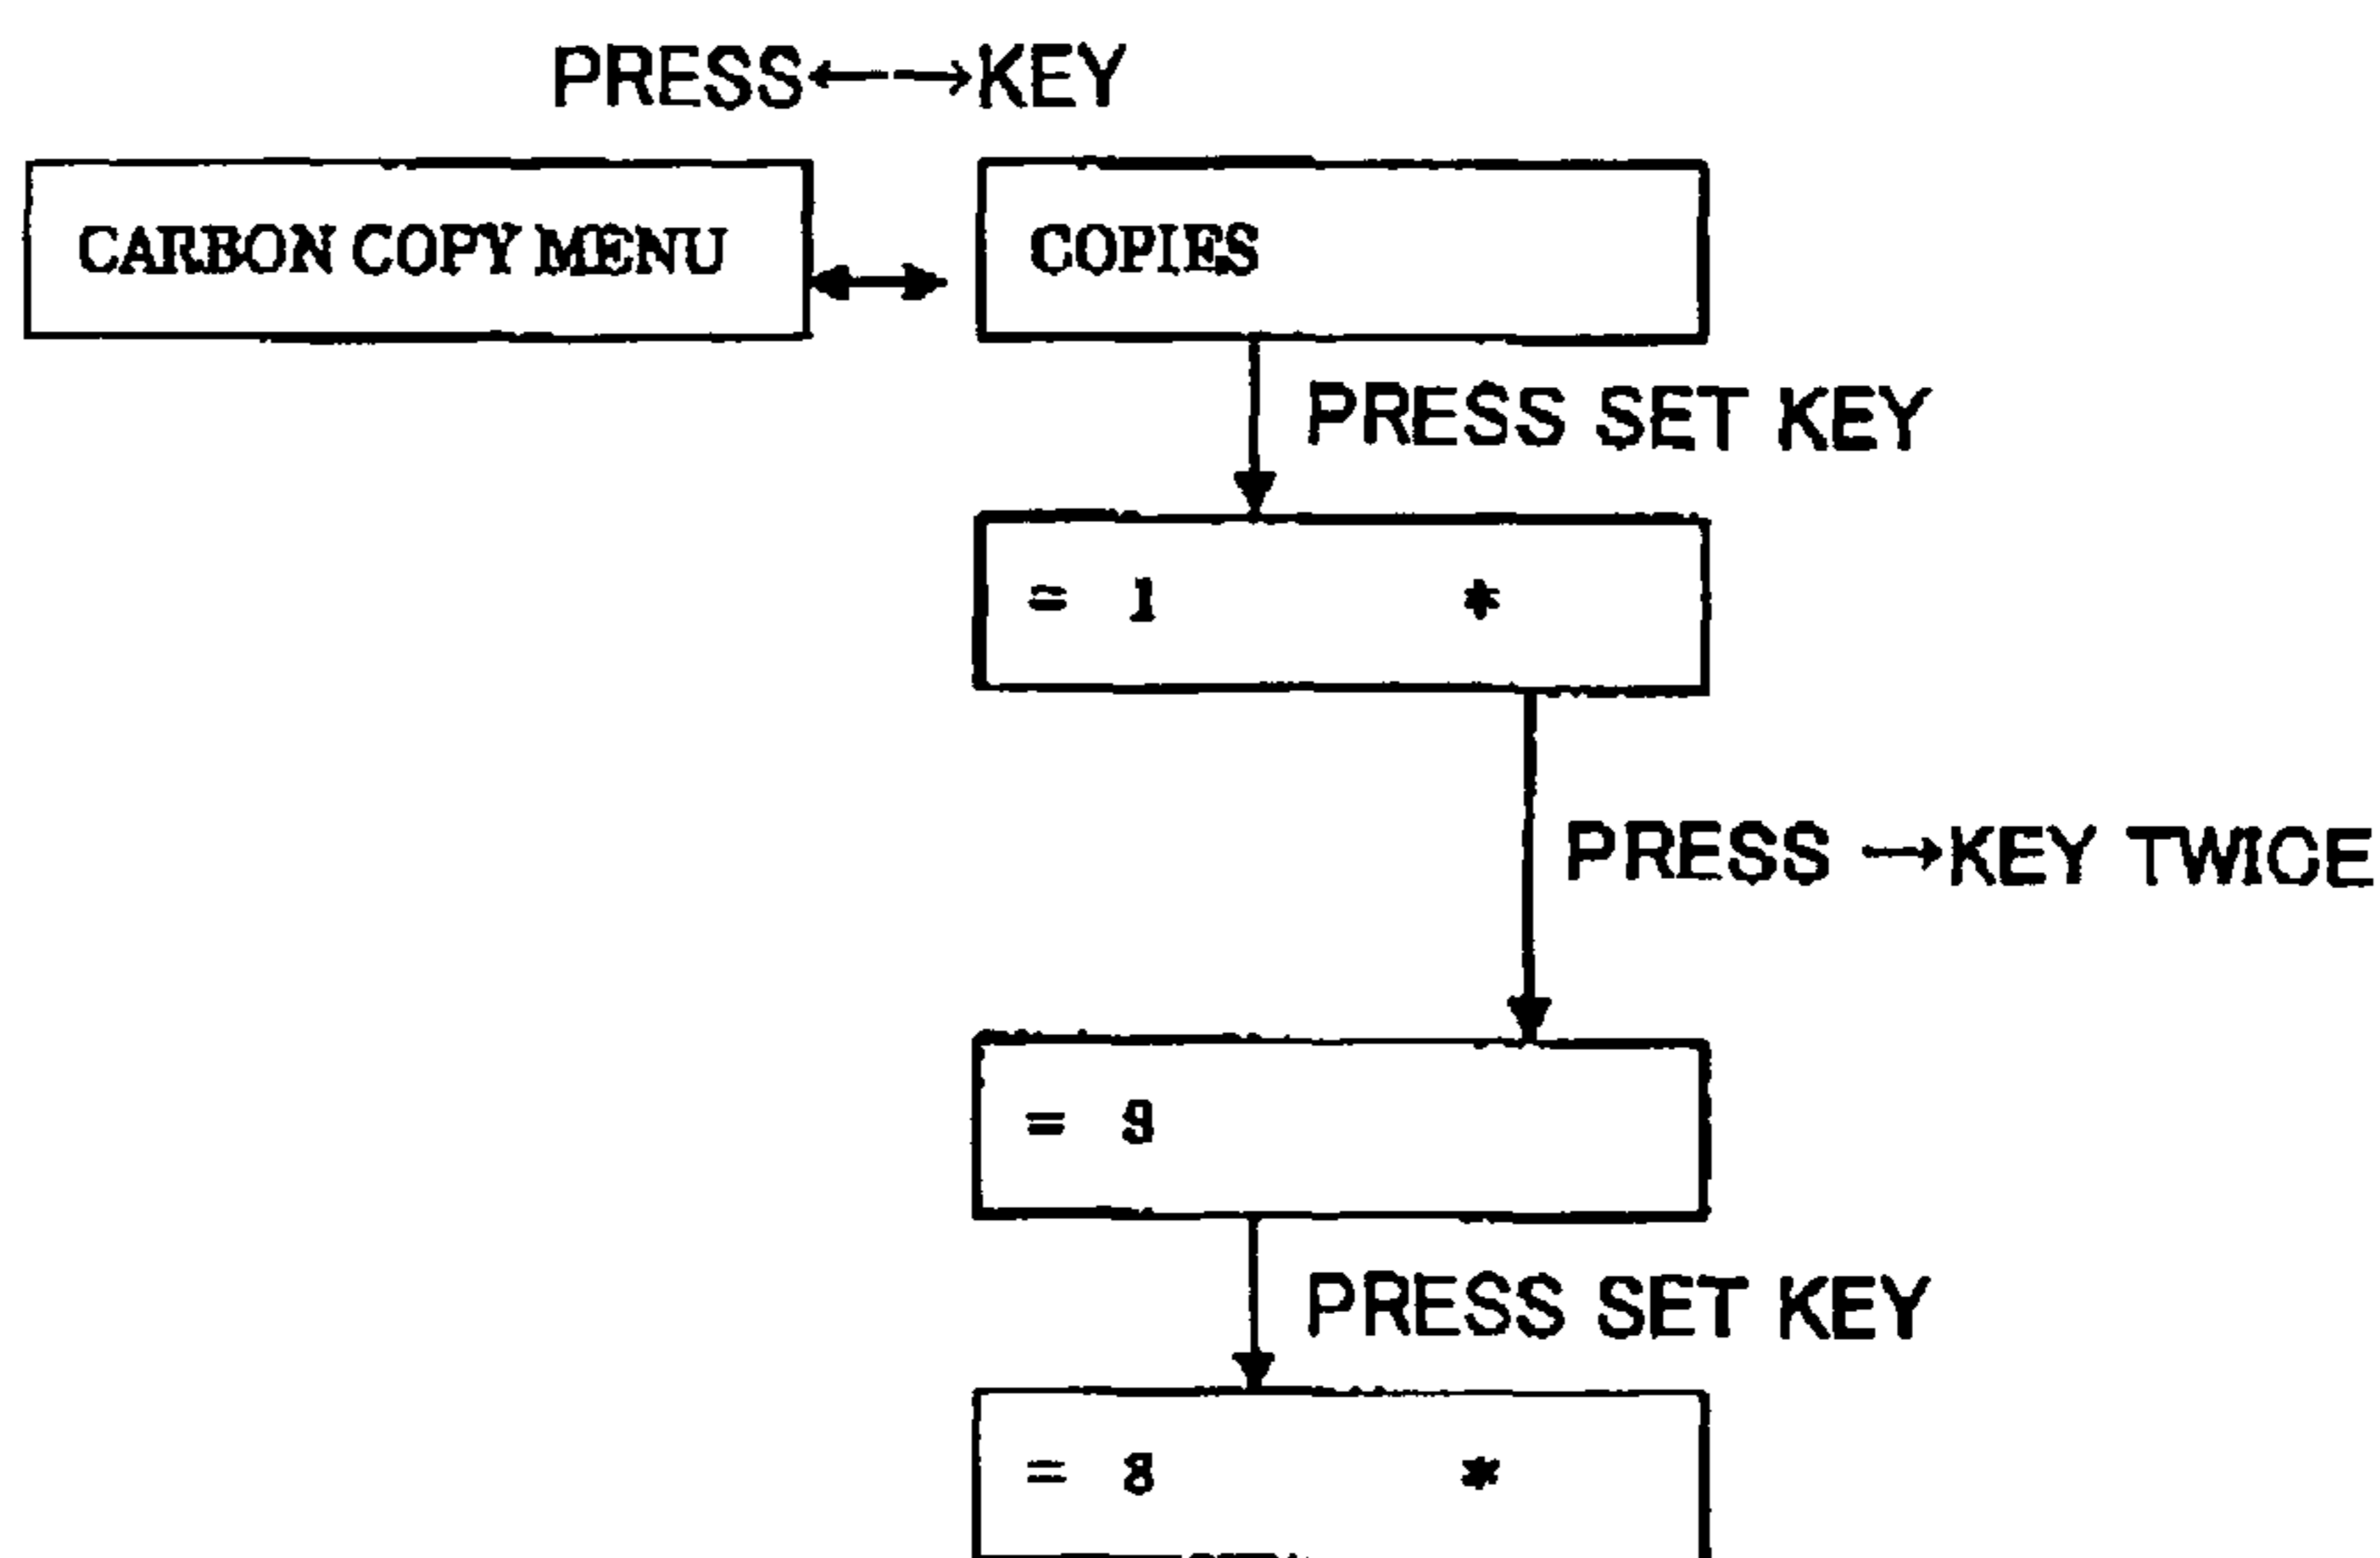 PRESS←--→KEY
CARBON COPY MENU
COPIES
PRESS SET KEY
= 1 *
PRESS →KEY TWICE
= 3
PRESS SET KEY
= 3 *